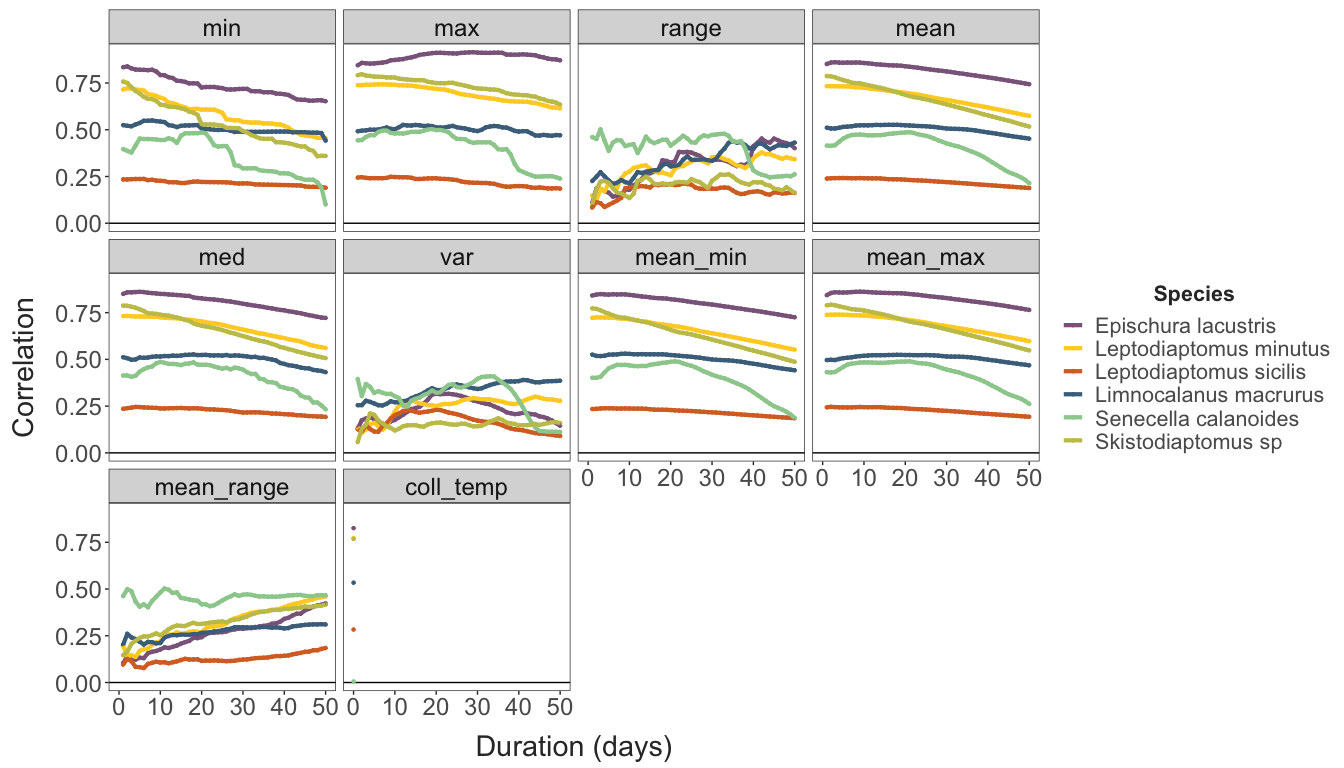 min max range mean
0.75
0.50
0.25
0.00
med var mean_min mean_max
0.75
0.50
0.25
0.00
0 10 20 30 40 50 0 10 20 30 40 50
mean_range coll_temp
0.75
0.50
0.25
0.00
0 10 20 30 40 50 0 10 20 30 40 50
Correlation
Duration (days)
Species
Epischura lacustris
Leptodiaptomus minutus
Leptodiaptomus sicilis
Limnocalanus macrurus
Senecella calanoides
Skistodiaptomus sp